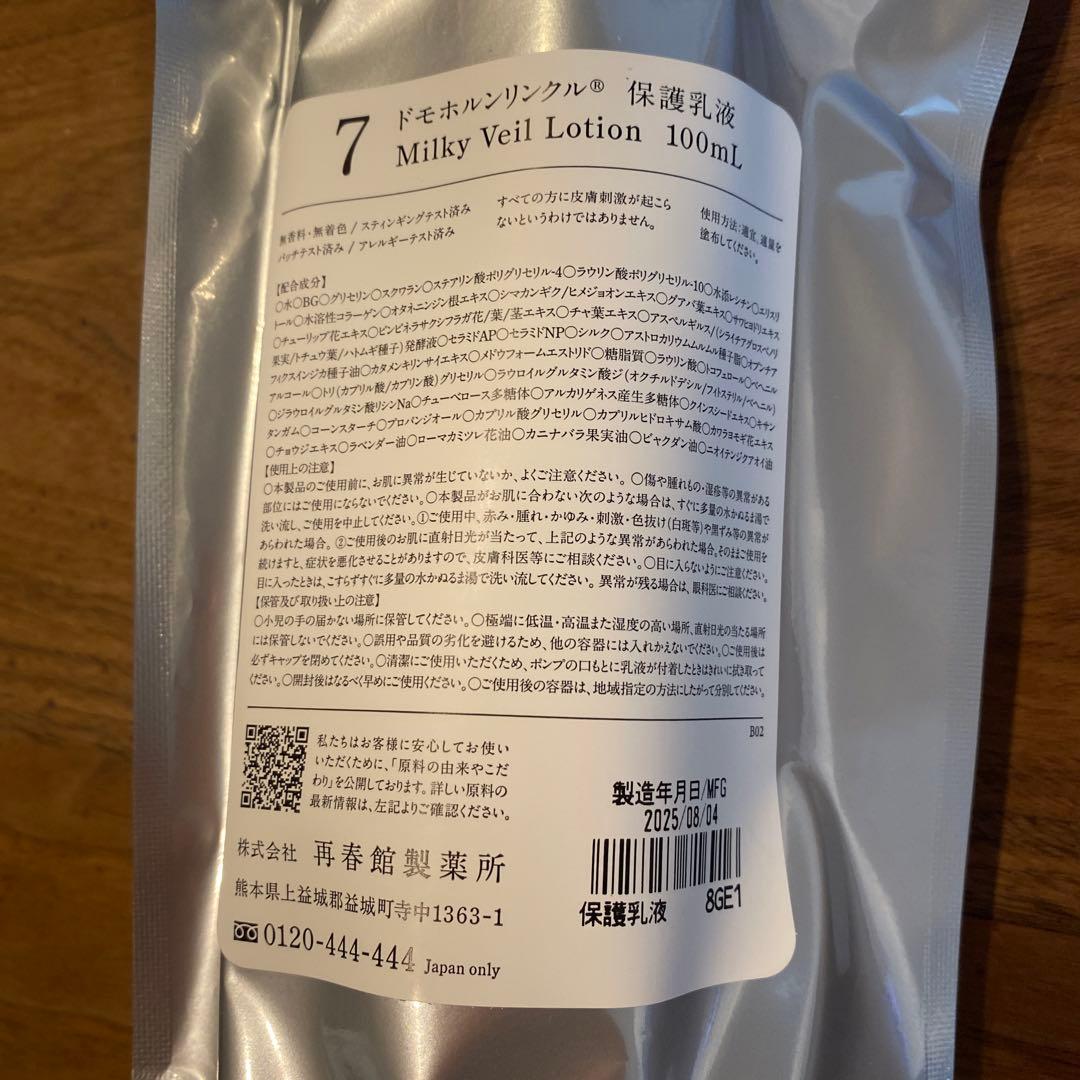 7
ドモホルンリンクル® 保護乳液
Milky Veil Lotion 100mL
無香料・無着色 / スティンギングテスト済み
パッチテスト済み / アレルギーテスト済み
すべての方に皮膚刺激が起こら
ないというわけではありません。
使用方法:適宜、適量を
塗布してください。
【配合成分】
○水○BG○グリセリン○スクワラン○ステアリン酸ポリグリセリル-4○ラウリン酸ポリグリセリル-10○水添レシチン○エリスリ
トール○水溶性コラーゲン○オタネニンジン根エキス○シマカンギク/ヒメジョオンエキス○グアバ葉エキス○サワヒヨドリエキス
○チューリップ花エキス○ピンピネラサクシフラガ花/葉/茎エキス○チャ葉エキス○アスペルギルス/(シライチアグロスベノリ
果実/トチュウ葉/ハトムギ種子)発酵液○セラミドAP○セラミドNP○シルク○アストロカリウムムルムル種子脂○オプンチア
フィクスインジカ種子油○カタメンキリンサイエキス○メドウフォームエストリド○糖脂質○ラウリン酸○トコフェロール○ベヘニル
アルコール○トリ(カプリル酸/カプリン酸)グリセリル○ラウロイルグルタミン酸ジ(オクチルドデシル/フィトステリル/ベヘニル)
○ジラウロイルグルタミン酸リシンNa○チューベロース多糖体○アルカリゲネス産生多糖体○クインスシードエキス○キサン
タンガム○コーンスターチ○プロパンジオール○カプリル酸グリセリル○カプリルヒドロキサム酸○カワラヨモギ花エキス
○チョウジエキス○ラベンダー油○ローマカミツレ花油○カニナバラ果実油○ビャクダン油○ニオイテンジクアオイ油
【使用上の注意】
○本製品のご使用前に、お肌に異常が生じていないか、よくご注意ください。○傷や腫れもの・湿疹等の異常がある
部位にはご使用にならないでください。○本製品がお肌に合わない次のような場合は、すぐに多量の水かぬるま湯で
洗い流し、ご使用を中止してください。①ご使用中、赤み・腫れ・かゆみ・刺激・色抜け(白斑等)や黒ずみ等の異常が
あらわれた場合。②ご使用後のお肌に直射日光が当たって、上記のような異常があらわれた場合。そのままご使用を
続けますと、症状を悪化させることがありますので、皮膚科医等にご相談ください。○目に入らないようにご注意ください。
目に入ったときは、こすらずすぐに多量の水かぬるま湯で洗い流してください。異常が残る場合は、眼科医にご相談ください。
【保管及び取り扱い上の注意】
○小児の手の届かない場所に保管してください。○極端に低温・高温また湿度の高い場所、直射日光の当たる場所
には保管しないでください。○誤用や品質の劣化を避けるため、他の容器には入れかえないでください。○ご使用後は
必ずキャップを閉めてください。○清潔にご使用いただくため、ポンプの口もとに乳液が付着したときはきれいに拭き取って
ください。○開封後はなるべく早めにご使用ください。○ご使用後の容器は、地域指定の方法にしたがって分別してください。
B02
私たちはお客様に安心してお使い
いただくために、「原料の由来やこだ
わり」を公開しております。詳しい原料の
最新情報は、左記よりご確認ください。
製造年月日/MFG
2025/08/04
保護乳液 8GE1
株式会社 再春館製薬所
熊本県上益城郡益城町寺中1363-1
0120-444-444 Japan only